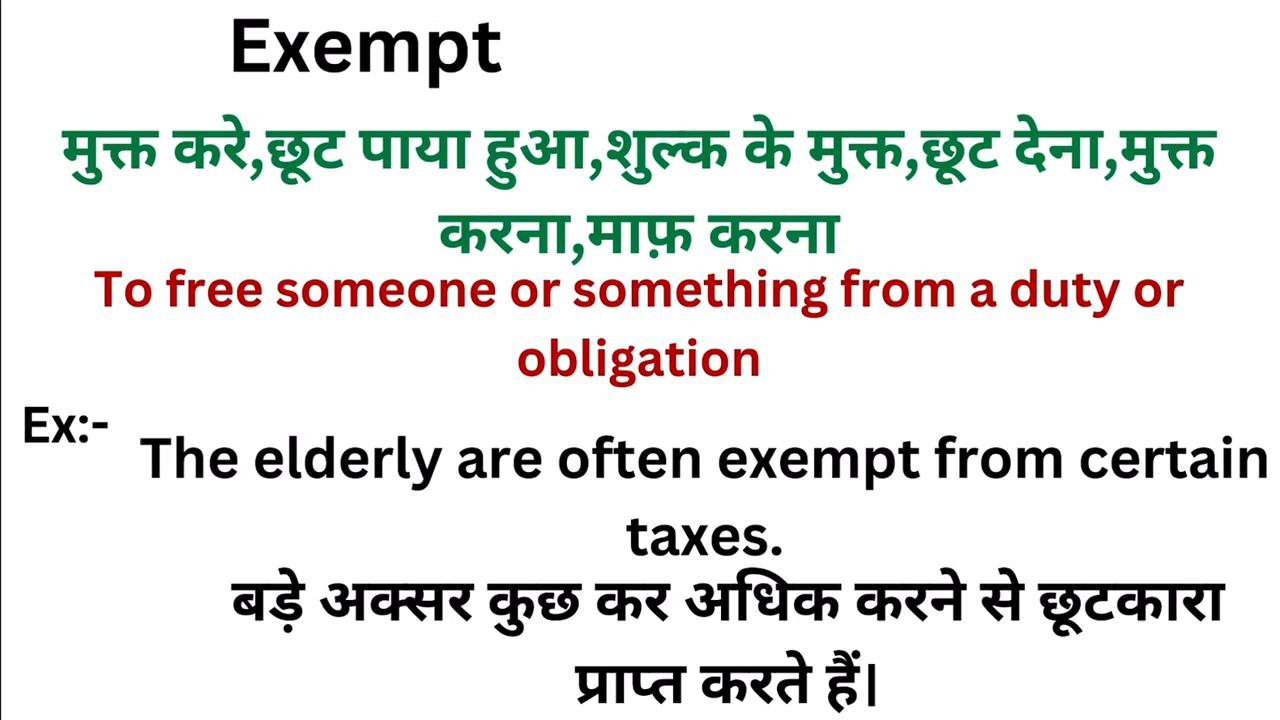 Exempt
मुक्त करे,छूट पाया हुआ,शुल्क के मुक्त,छूट देना,मुक्त
करना,माफ़ करना
To free someone or something from a duty or
obligation
Ex:-
The elderly are often exempt from certain
taxes.
बड़े अक्सर कुछ कर अधिक करने से छूटकारा
प्राप्त करते हैं।